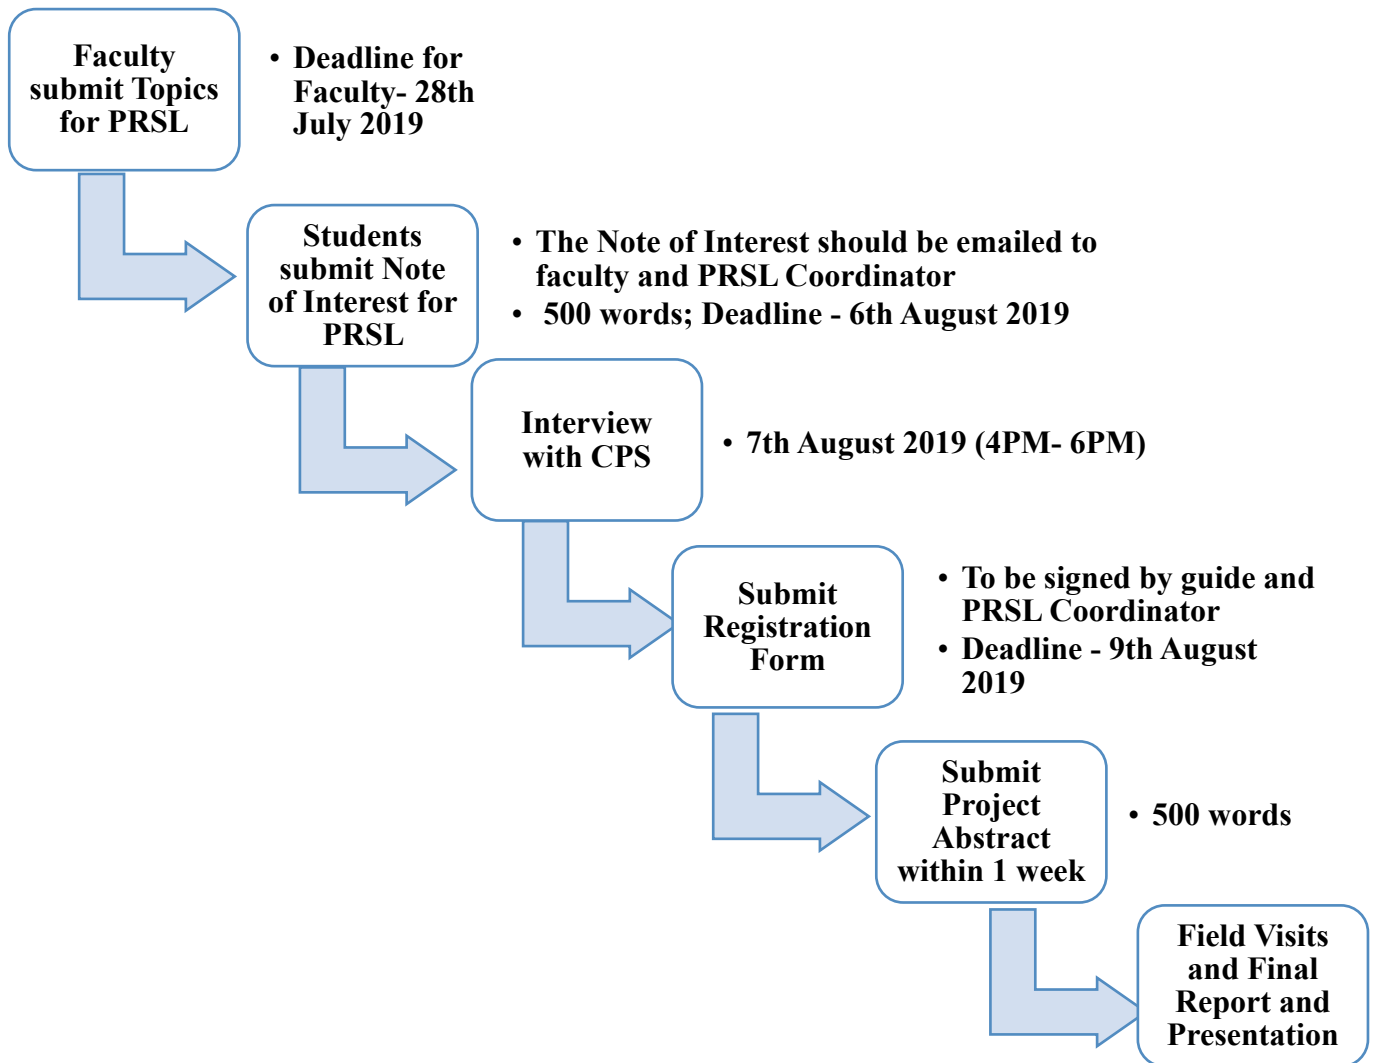 Faculty
submit Topics
for PRSL
• Deadline for
Faculty- 28th
July 2019
Students
submit Note
of Interest for
PRSL
• The Note of Interest should be emailed to
faculty and PRSL Coordinator
• 500 words; Deadline - 6th August 2019
Interview
with CPS
• 7th August 2019 (4PM- 6PM)
Submit
Registration
Form
• To be signed by guide and
PRSL Coordinator
• Deadline - 9th August
2019
Submit
Project
Abstract
within 1 week
• 500 words
Field Visits
and Final
Report and
Presentation